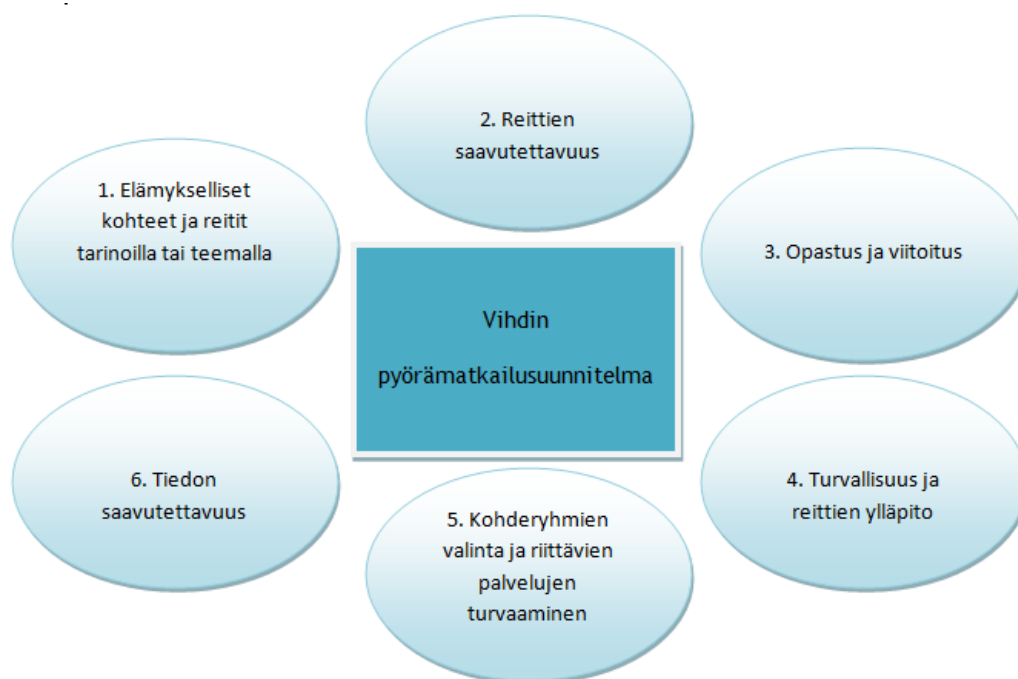 1. Elämykselliset
kohteet ja reitit
tarinoilla tai teemalla
2. Reittien
saavutettavuus
3. Opastus ja viitoitus
Vihdin
pyörämatkailusuunnitelma
4. Turvallisuus ja
reittien ylläpito
5. Kohderyhmien
valinta ja riittävien
palvelujen
turvaaminen
6. Tiedon
saavutettavuus